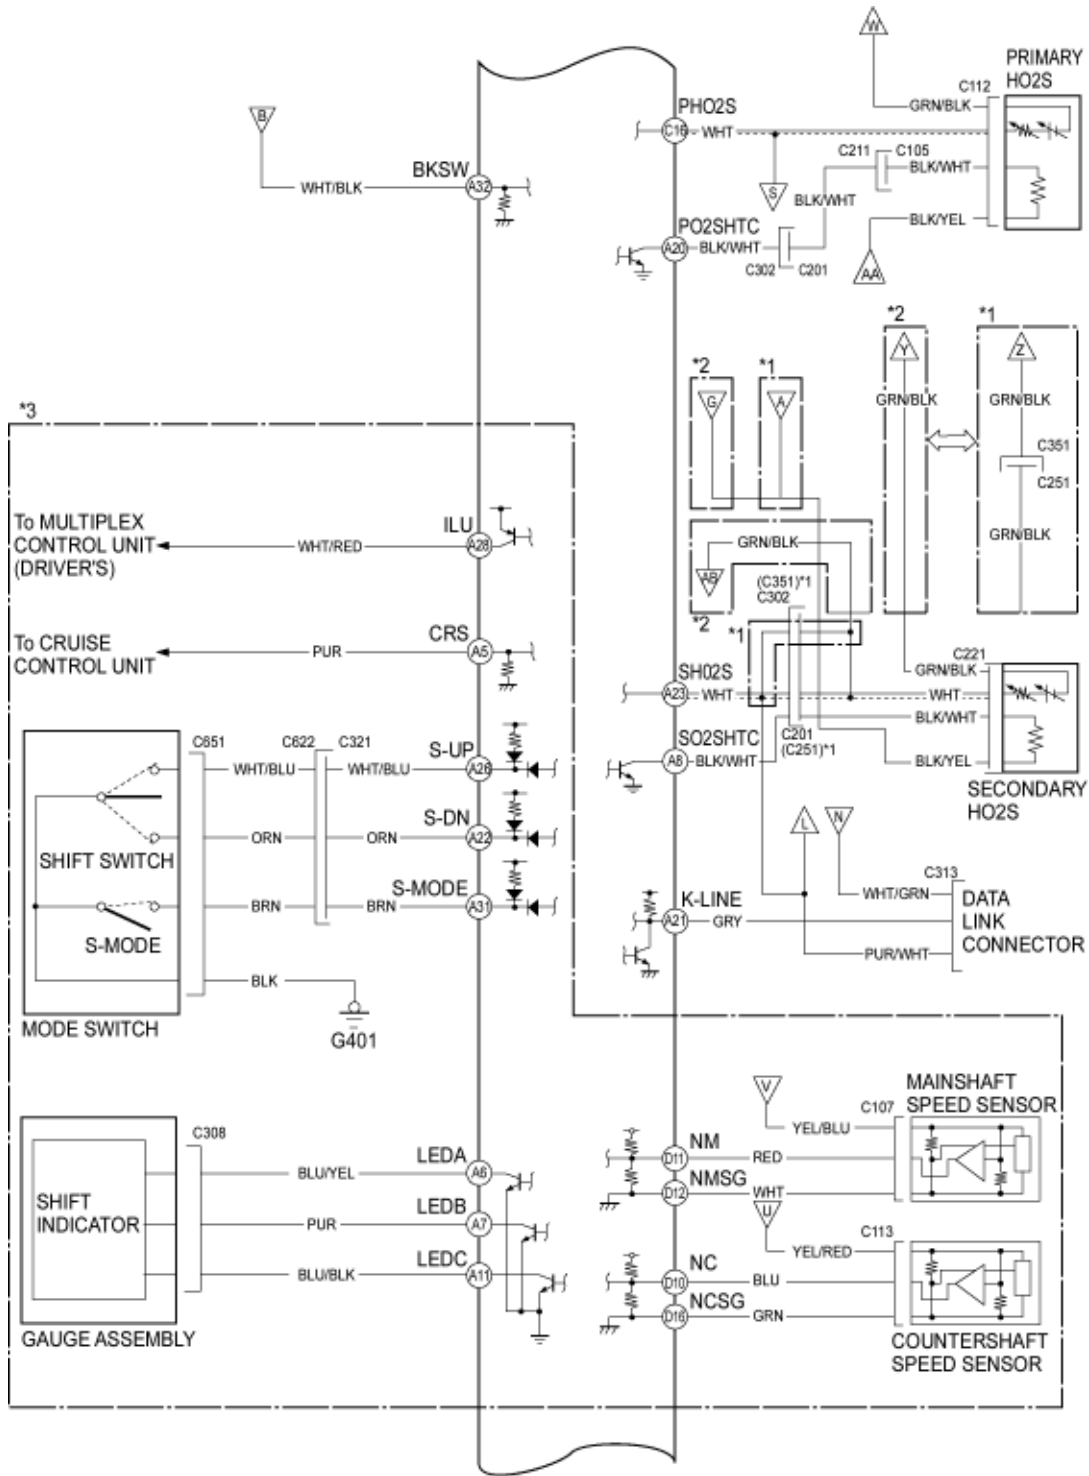 W
PRIMARY
HO2S
C112
GRN/BLK
PHO2S
C16
WHT
B
C211
C105
BLK/WHT
BKSW
WHT/BLK
A32
S
BLK/WHT
BLK/YEL
PO2SHTC
A20
BLK/WHT
C302
C201
AA
*2
*1
Y
Z
*2
*1
G
A
GRN/BLK
GRN/BLK
*3
C351
C251
To MULTIPLEX
CONTROL UNIT
(DRIVER'S)
WHT/RED
ILU
A28
GRN/BLK
GRN/BLK
AB
(C351)*1
C302
*2
*1
To CRUISE
CONTROL UNIT
PUR
CRS
A5
C221
GRN/BLK
SH02S
A23
WHT
WHT
BLK/WHT
C201
(C251)*1
SO2SHTC
A8
BLK/WHT
BLK/YEL
SECONDARY
HO2S
C651
C622
C321
S-UP
WHT/BLU
WHT/BLU
A26
S-DN
ORN
ORN
A22
SHIFT SWITCH
S-MODE
BRN
BRN
A31
S-MODE
BLK
G401
MODE SWITCH
L
N
C313
WHT/GRN
K-LINE
A21
GRY
DATA
LINK
CONNECTOR
PUR/WHT
V
MAINSHAFT
SPEED SENSOR
C107
YEL/BLU
NM
D11
RED
NMSG
D12
WHT
C308
LEDA
BLU/YEL
A6
SHIFT
INDICATOR
LEDB
PUR
A7
LEDC
BLU/BLK
A11
GAUGE ASSEMBLY
U
C113
YEL/RED
NC
D10
BLU
NCSG
D16
GRN
COUNTERSHAFT
SPEED SENSOR